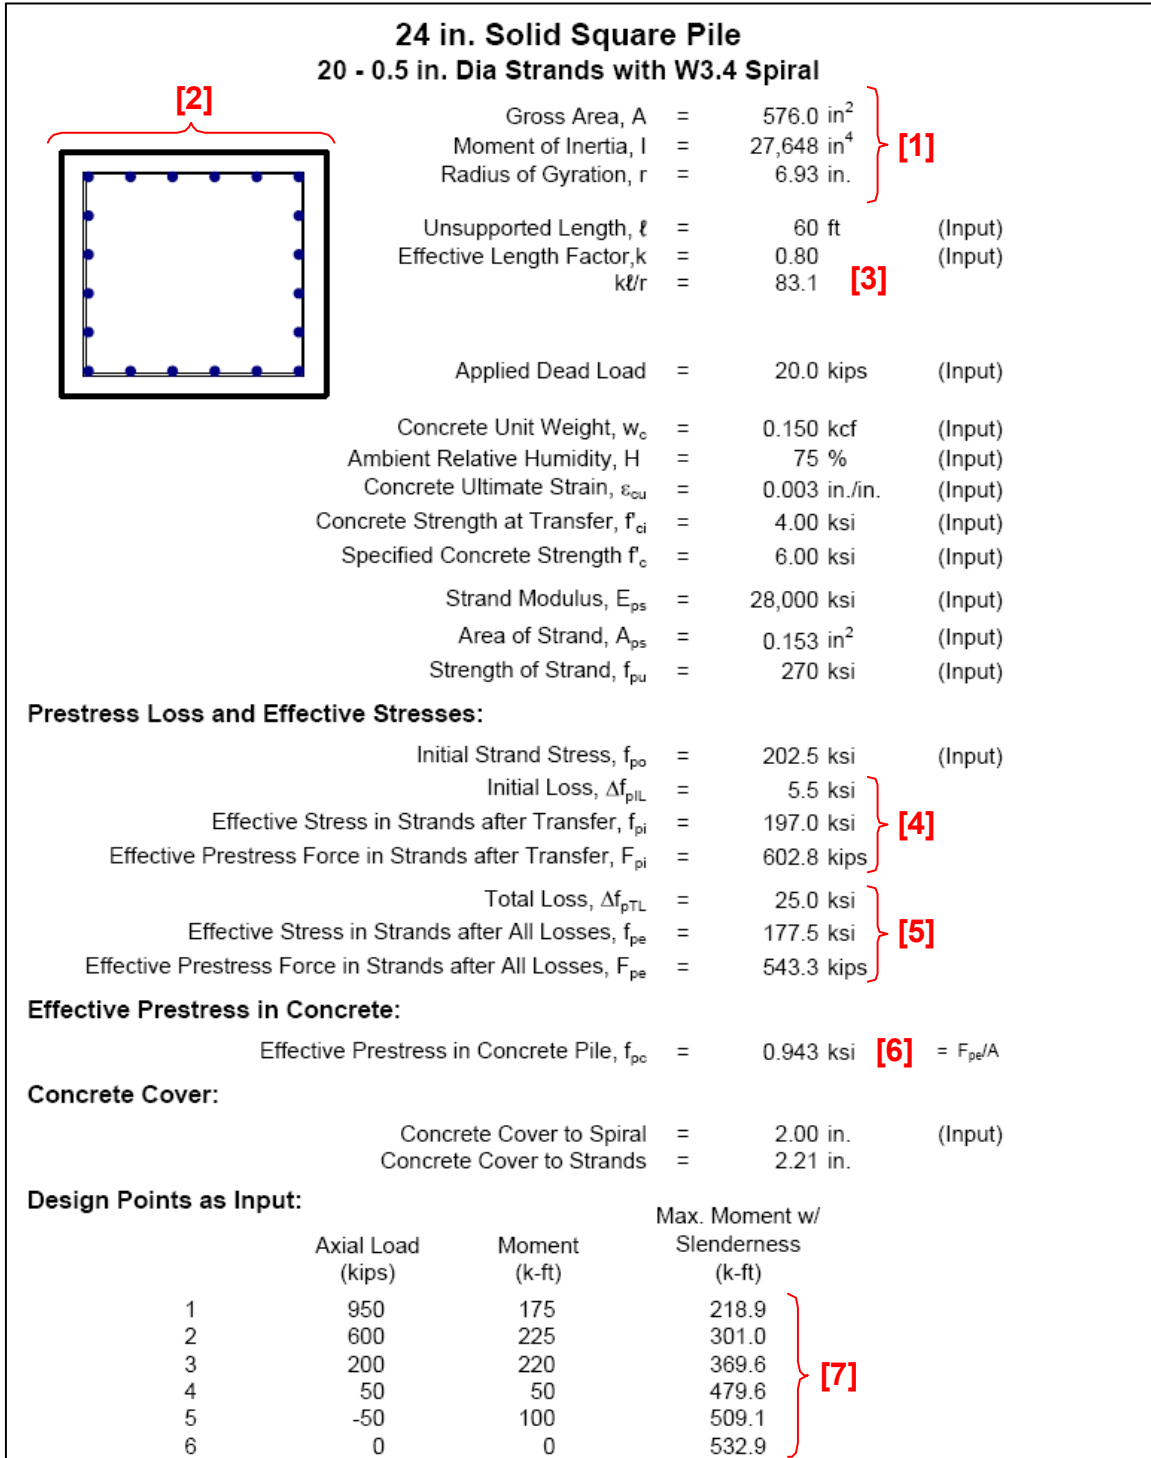 24 in. Solid Square Pile
20 - 0.5 in. Dia Strands with W3.4 Spiral
[2]
Gross Area, A = 576.0 in²
Moment of Inertia, I = 27,648 in⁴ [1]
Radius of Gyration, r = 6.93 in.
Unsupported Length, ℓ = 60 ft (Input)
Effective Length Factor,k = 0.80 (Input)
kℓ/r = 83.1 [3]
Applied Dead Load = 20.0 kips (Input)
Concrete Unit Weight, wc = 0.150 kcf (Input)
Ambient Relative Humidity, H = 75 % (Input)
Concrete Ultimate Strain, εcu = 0.003 in./in. (Input)
Concrete Strength at Transfer, f'ci = 4.00 ksi (Input)
Specified Concrete Strength f'c = 6.00 ksi (Input)
Strand Modulus, Eps = 28,000 ksi (Input)
Area of Strand, Aps = 0.153 in² (Input)
Strength of Strand, fpu = 270 ksi (Input)
Prestress Loss and Effective Stresses:
Initial Strand Stress, fpo = 202.5 ksi (Input)
Initial Loss, ΔfpIL = 5.5 ksi
Effective Stress in Strands after Transfer, fpi = 197.0 ksi [4]
Effective Prestress Force in Strands after Transfer, Fpi = 602.8 kips
Total Loss, ΔfpTL = 25.0 ksi
Effective Stress in Strands after All Losses, fpe = 177.5 ksi [5]
Effective Prestress Force in Strands after All Losses, Fpe = 543.3 kips
Effective Prestress in Concrete:
Effective Prestress in Concrete Pile, fpc = 0.943 ksi [6] = Fpe/A
Concrete Cover:
Concrete Cover to Spiral = 2.00 in. (Input)
Concrete Cover to Strands = 2.21 in.
Design Points as Input:
Max. Moment w/
Axial Load Moment Slenderness
(kips) (k-ft) (k-ft)
1 950 175 218.9
2 600 225 301.0
3 200 220 369.6 [7]
4 50 50 479.6
5 -50 100 509.1
6 0 0 532.9